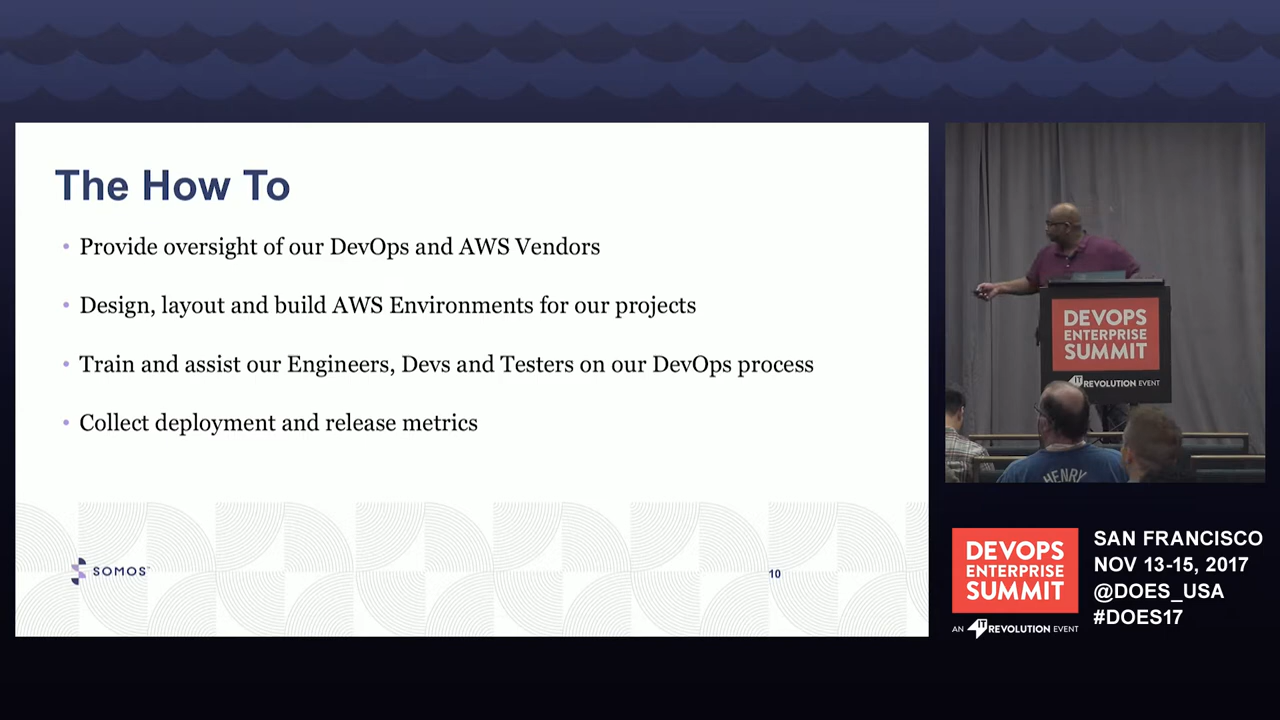 The How To
• Provide oversight of our DevOps and AWS Vendors
• Design, layout and build AWS Environments for our projects
• Train and assist our Engineers, Devs and Testers on our DevOps process
• Collect deployment and release metrics
SOMOS
10
DEVOPS
ENTERPRISE
SUMMIT
IT REVOLUTION EVENT
HENRY
DEVOPS
ENTERPRISE
SUMMIT
AN IT REVOLUTION EVENT
SAN FRANCISCO
NOV 13-15, 2017
@DOES_USA
#DOES17